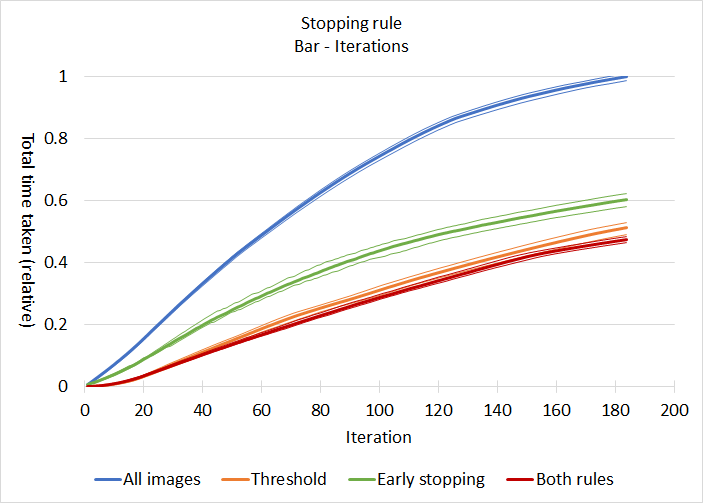 Stopping rule
Bar - Iterations
Total time taken (relative)
1
0.8
0.6
0.4
0.2
0
0 20 40 60 80 100 120 140 160 180 200
Iteration
All images Threshold Early stopping Both rules